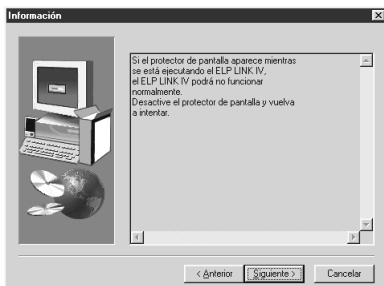 Información
Si el protector de pantalla aparece mientras
se está ejecutando el ELP LINK IV,
el ELP LINK IV podrá no funcionar
normalmente.
Desactive el protector de pantalla y vuelva
a intentar.
< Anterior
Siguiente >
Cancelar